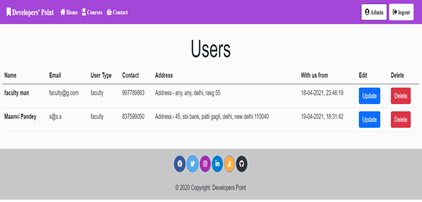 Developers' Point Home Courses Contact Admin logout
Users
Name Email User Type Contact Address With us from Edit Delete
faculty man faculty@g.com faculty 997789863 Address:- any, any, delhi, rasg 55 18-04-2021, 23:46:19 Update Delete
Maanvi Pandey s@s.s faculty 837599050 Address:- 45, sbi bank, patli gagli, delhi, new delhi 110040 19-04-2021, 18:31:42 Update Delete
© 2020 Copyright: Developers Point